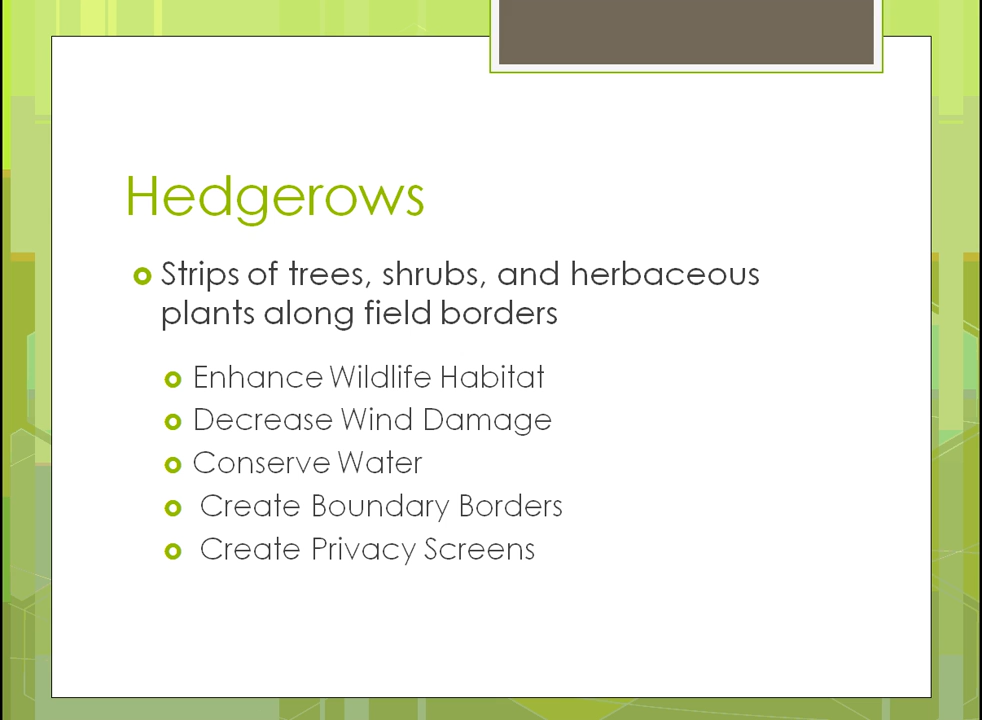 Hedgerows
Strips of trees, shrubs, and herbaceous
plants along field borders
Enhance Wildlife Habitat
Decrease Wind Damage
Conserve Water
Create Boundary Borders
Create Privacy Screens